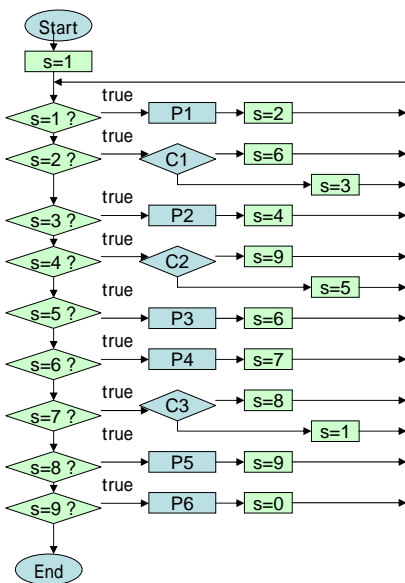 Start
s=1
true
s=1 ? P1 s=2
true
s=2 ? C1 s=6
s=3
true
s=3 ? P2 s=4
true
s=4 ? C2 s=9
s=5
true
s=5 ? P3 s=6
true
s=6 ? P4 s=7
true
s=7 ? C3 s=8
s=1
true
s=8 ? P5 s=9
true
s=9 ? P6 s=0
End